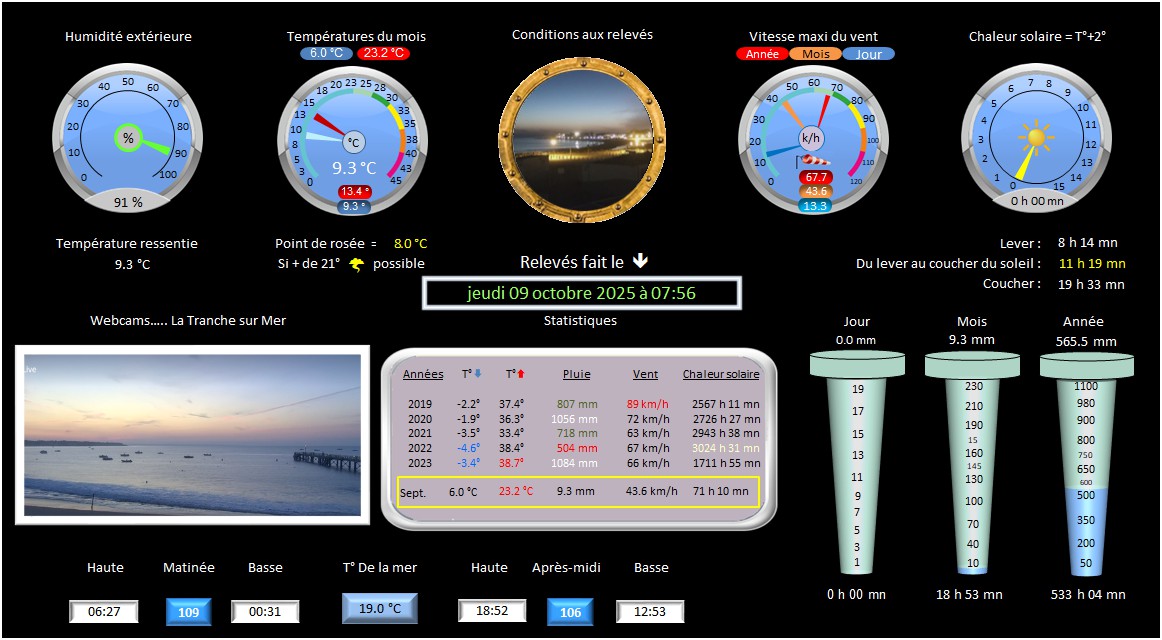 Humidité extérieure
Températures du mois
Conditions aux relevés
Vitesse maxi du vent
Chaleur solaire = T°+2°
6.0 °C 23.2 °C
Année Mois Jour
0 10 20 30 40 50 60 70 80 90 100
%
91 %
0 3 5 8 10 13 15 18 20 23 25 28 30 33 35 38 40 43 45
°C
9.3 °C
13.4 °
9.3 °
0 10 20 30 40 50 60 70 80 90 100 110 120
k/h
67.7
43.6
13.3
0 1 2 3 4 5 6 7 8 9 10 11 12 13 14 15
0 h 00 mn
Température ressentie
9.3 °C
Point de rosée = 8.0 °C
Si + de 21° possible
Relevés fait le
jeudi 09 octobre 2025 à 07:56
Lever : 8 h 14 mn
Du lever au coucher du soleil : 11 h 19 mn
Coucher : 19 h 33 mn
Webcams..... La Tranche sur Mer
Live
Statistiques
Années T° T° Pluie Vent Chaleur solaire
2019 -2.2° 37.4° 807 mm 89 km/h 2567 h 11 mn
2020 -1.9° 36.3° 1056 mm 72 km/h 2726 h 27 mn
2021 -3.5° 33.4° 718 mm 63 km/h 2943 h 38 mn
2022 -4.6° 38.4° 504 mm 67 km/h 3024 h 31 mn
2023 -3.4° 38.7° 1084 mm 66 km/h 1711 h 55 mn
Sept. 6.0 °C 23.2 °C 9.3 mm 43.6 km/h 71 h 10 mn
Jour
0.0 mm
19
17
15
13
11
9
7
5
3
1
0 h 00 mn
Mois
9.3 mm
230
210
190
15
160
145
130
100
70
40
10
18 h 53 mn
Année
565.5 mm
1100
980
900
800
750
650
600
500
350
200
50
533 h 04 mn
Haute Matinée Basse
06:27 109 00:31
T° De la mer
19.0 °C
Haute Après-midi Basse
18:52 106 12:53